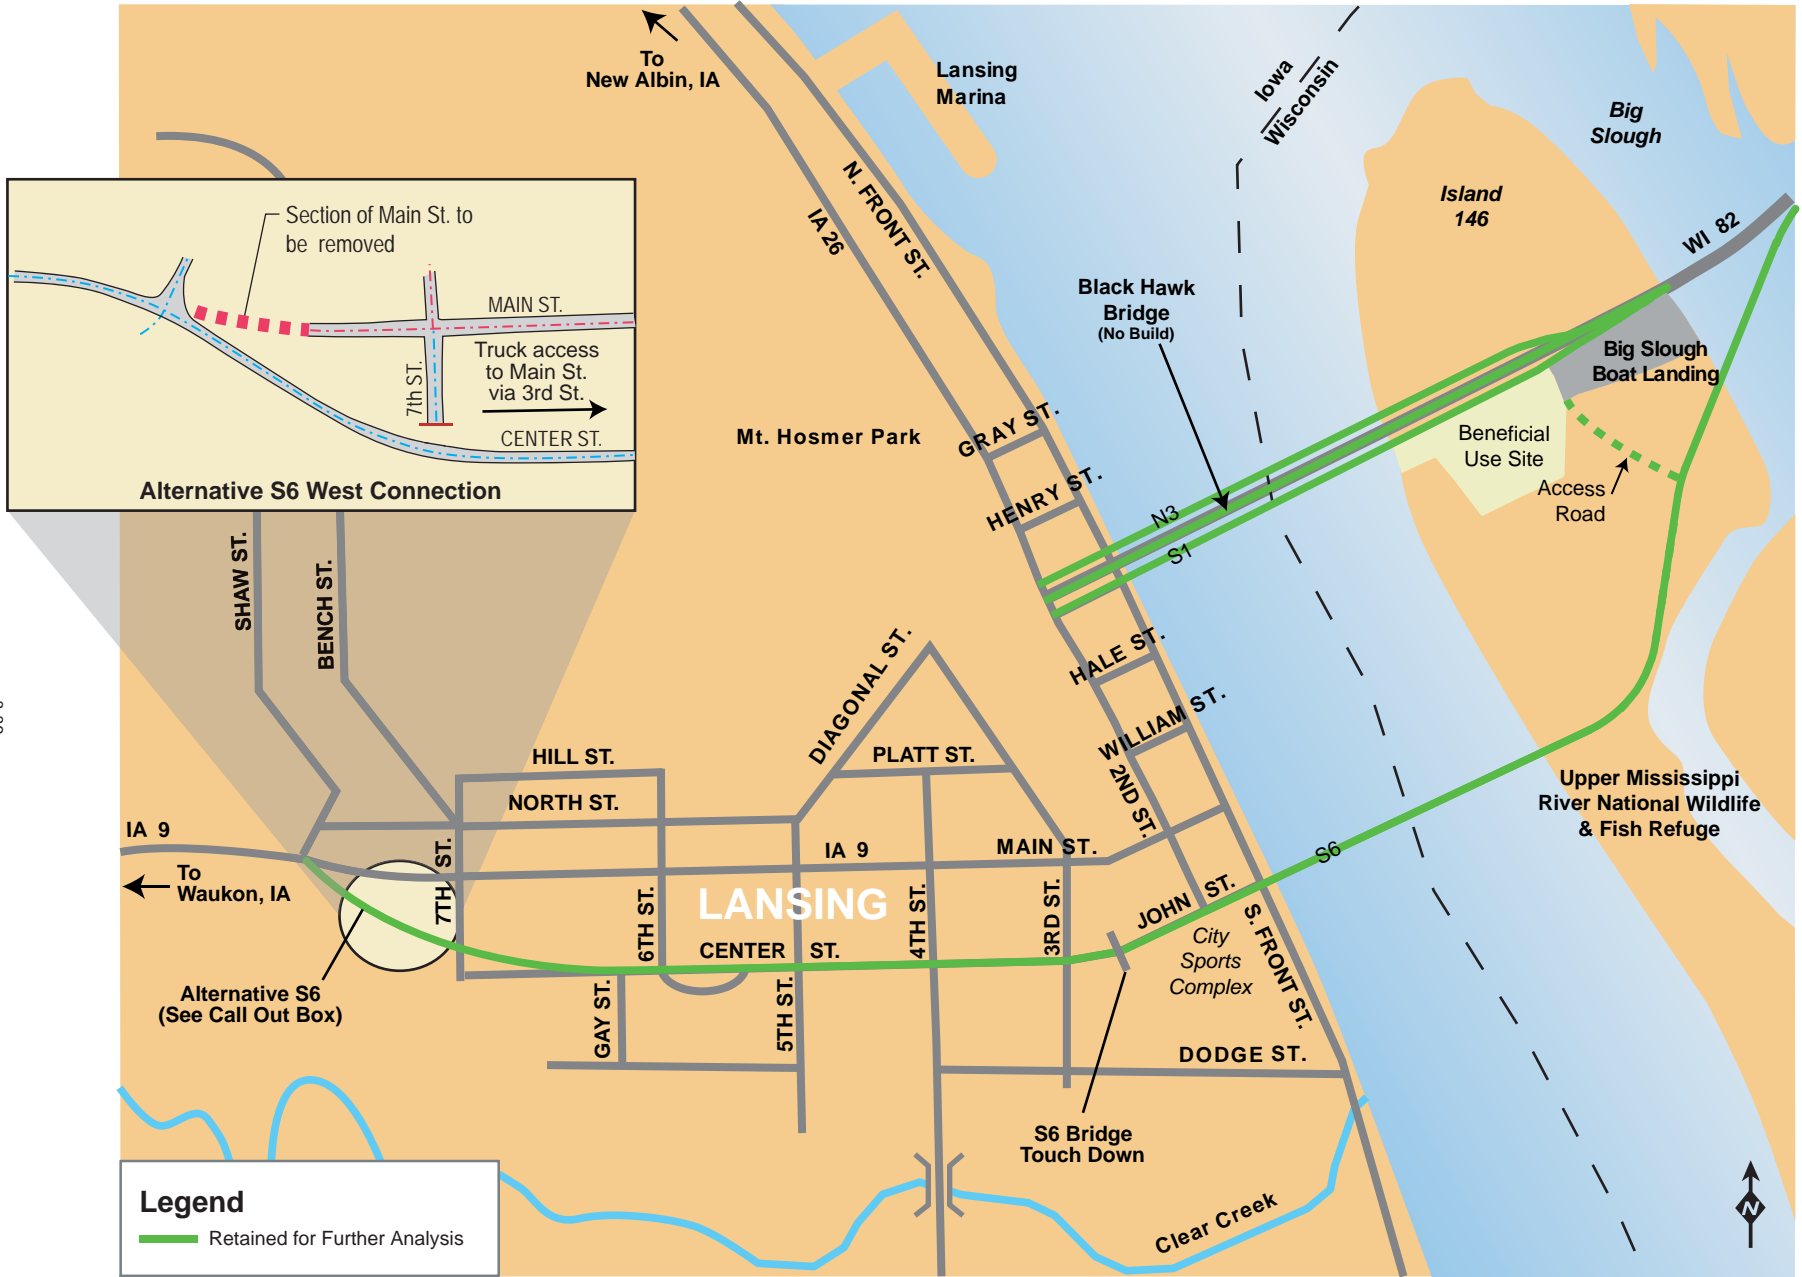 To
New Albin, IA
Lansing
Marina
Iowa
Wisconsin
Big
Slough
Island
146
WI 82
N. FRONT ST.
IA 26
Section of Main St. to
be removed
MAIN ST.
Truck access
to Main St.
via 3rd St.
7th ST.
CENTER ST.
Alternative S6 West Connection
Black Hawk
Bridge
(No Build)
Big Slough
Boat Landing
Beneficial
Use Site
Access
Road
Mt. Hosmer Park
GRAY ST.
HENRY ST.
N3
S1
SHAW ST.
BENCH ST.
HALE ST.
DIAGONAL ST.
WILLIAM ST.
W 2ND ST.
PLATT ST.
HILL ST.
NORTH ST.
IA 9
IA 9
MAIN ST.
To
Waukon, IA
7TH ST.
6TH ST.
LANSING
4TH ST.
3RD ST.
JOHN ST.
S6
Upper Mississippi
River National Wildlife
& Fish Refuge
CENTER ST.
City
Sports
Complex
S. FRONT ST.
Alternative S6
(See Call Out Box)
GAY ST.
5TH ST.
DODGE ST.
S6 Bridge
Touch Down
Clear Creek
Legend
Retained for Further Analysis
N